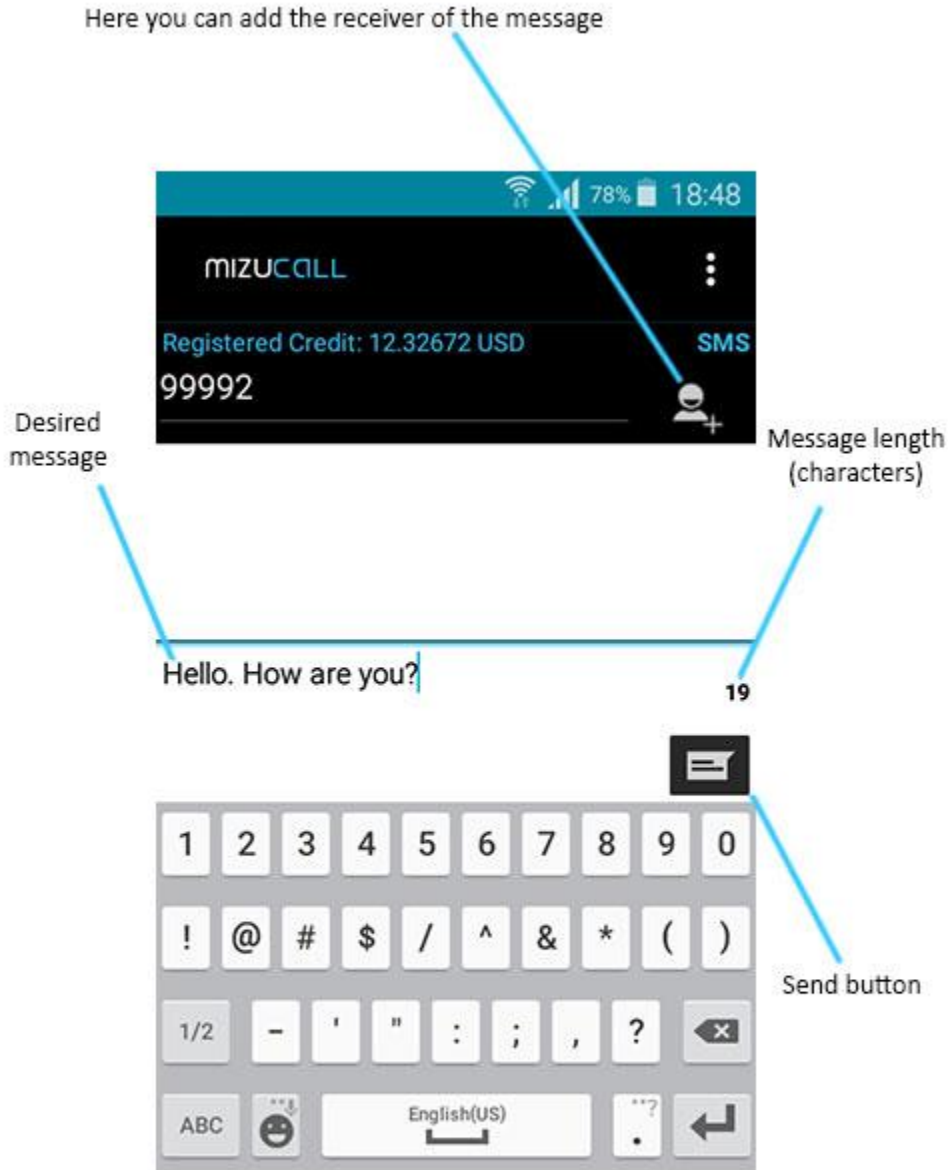 Here you can add the receiver of the message
78% 18:48
mizucall
Registered Credit: 12.32672 USD SMS
99992
Desired
message
Message length
(characters)
Hello. How are you?
19
1 2 3 4 5 6 7 8 9 0
! @ # $ / ^ & * ( )
Send button
1/2 - ' " : ; , ?
ABC English(US) . ?